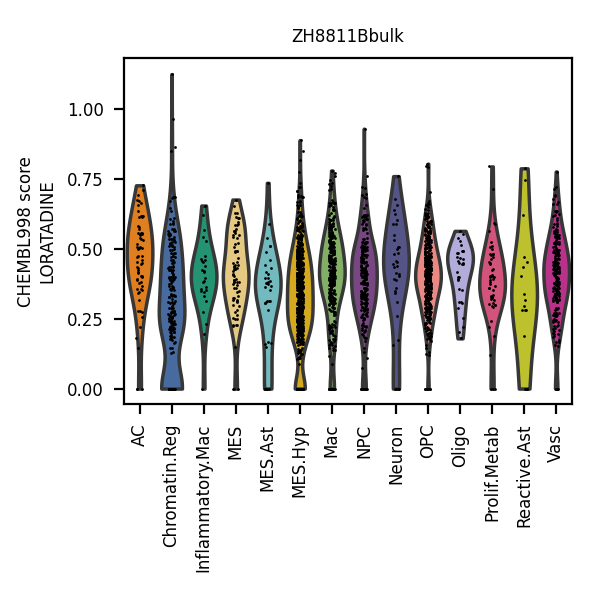 ZH8811Bbulk
CHEMBL998 score
LORATADINE
1.00
0.75
0.50
0.25
0.00
AC
Chromatin.Reg
Inflammatory.Mac
MES
MES.Ast
MES.Hyp
Mac
NPC
Neuron
OPC
Oligo
Prolif.Metab
Reactive.Ast
Vasc